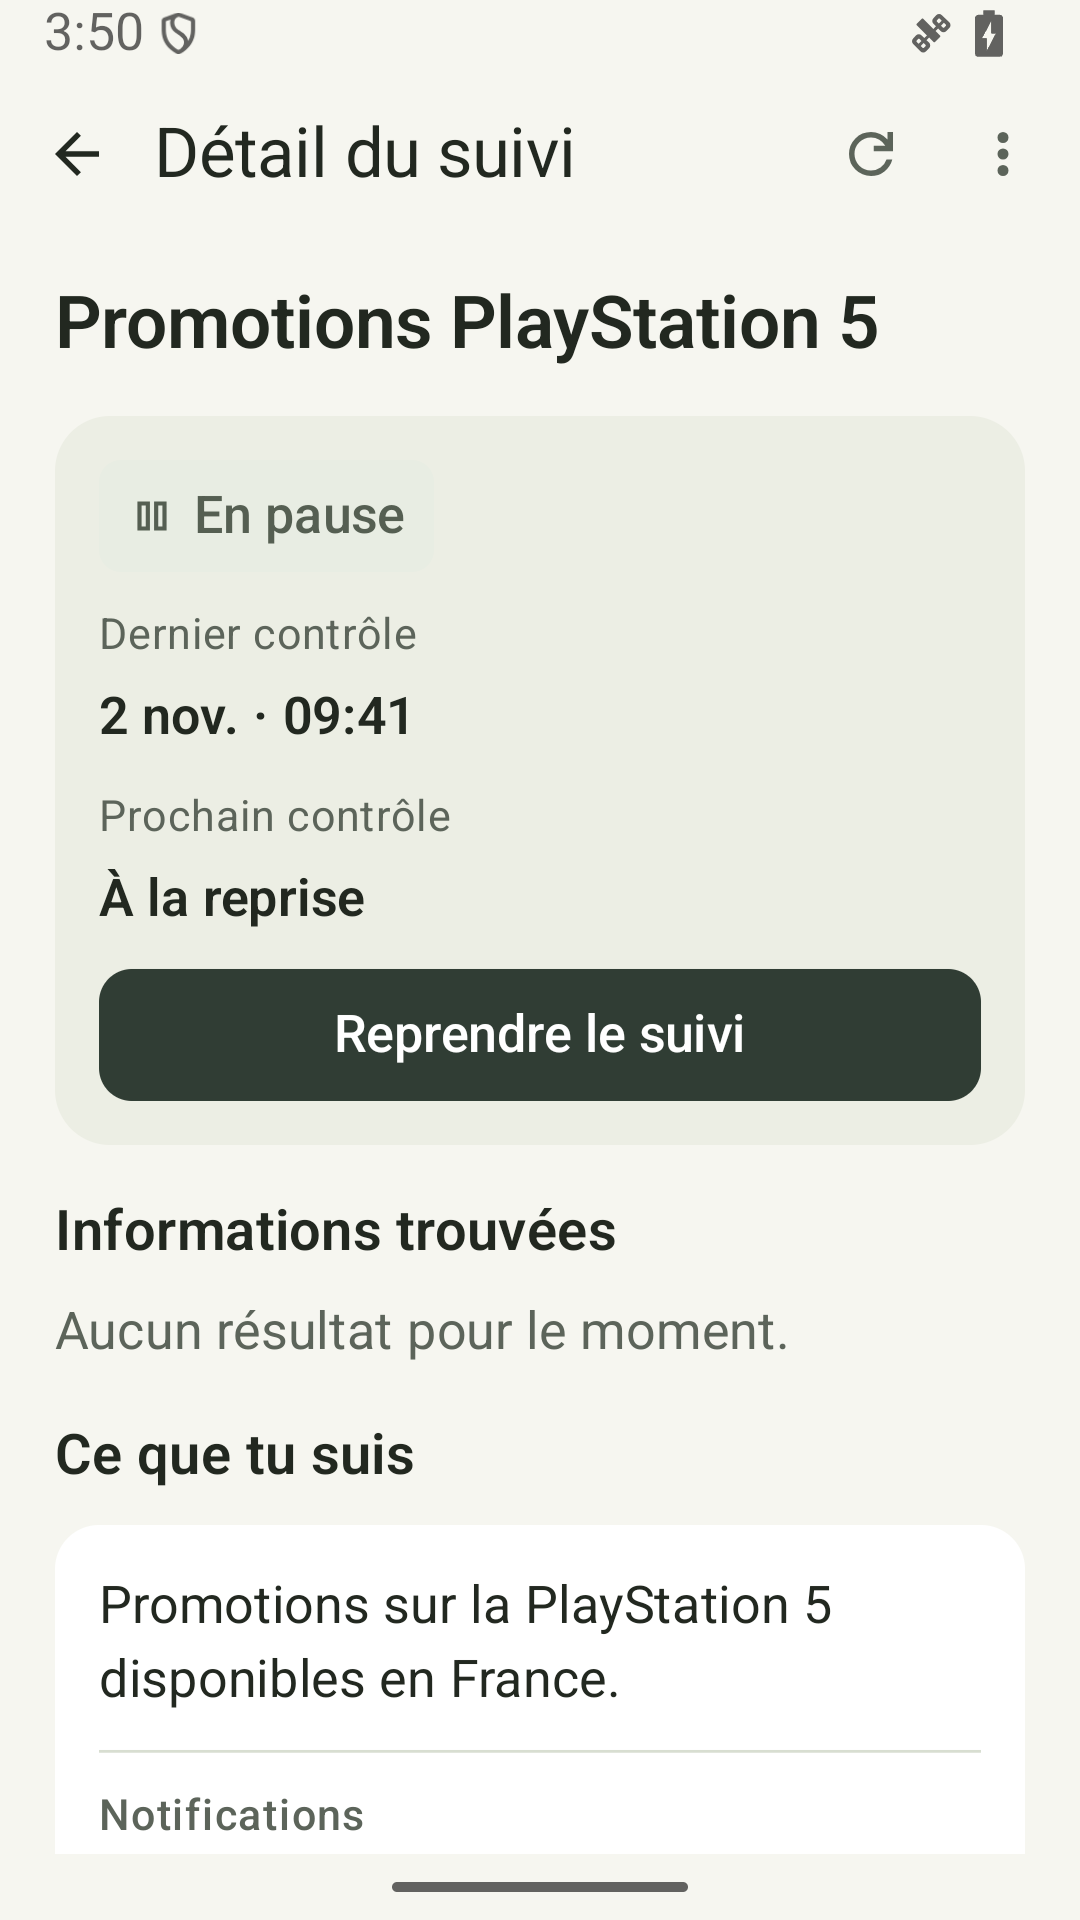 3:50
Détail du suivi
Promotions PlayStation 5
En pause
Dernier contrôle
2 nov. · 09:41
Prochain contrôle
À la reprise
Reprendre le suivi
Informations trouvées
Aucun résultat pour le moment.
Ce que tu suis
Promotions sur la PlayStation 5
disponibles en France.
Notifications